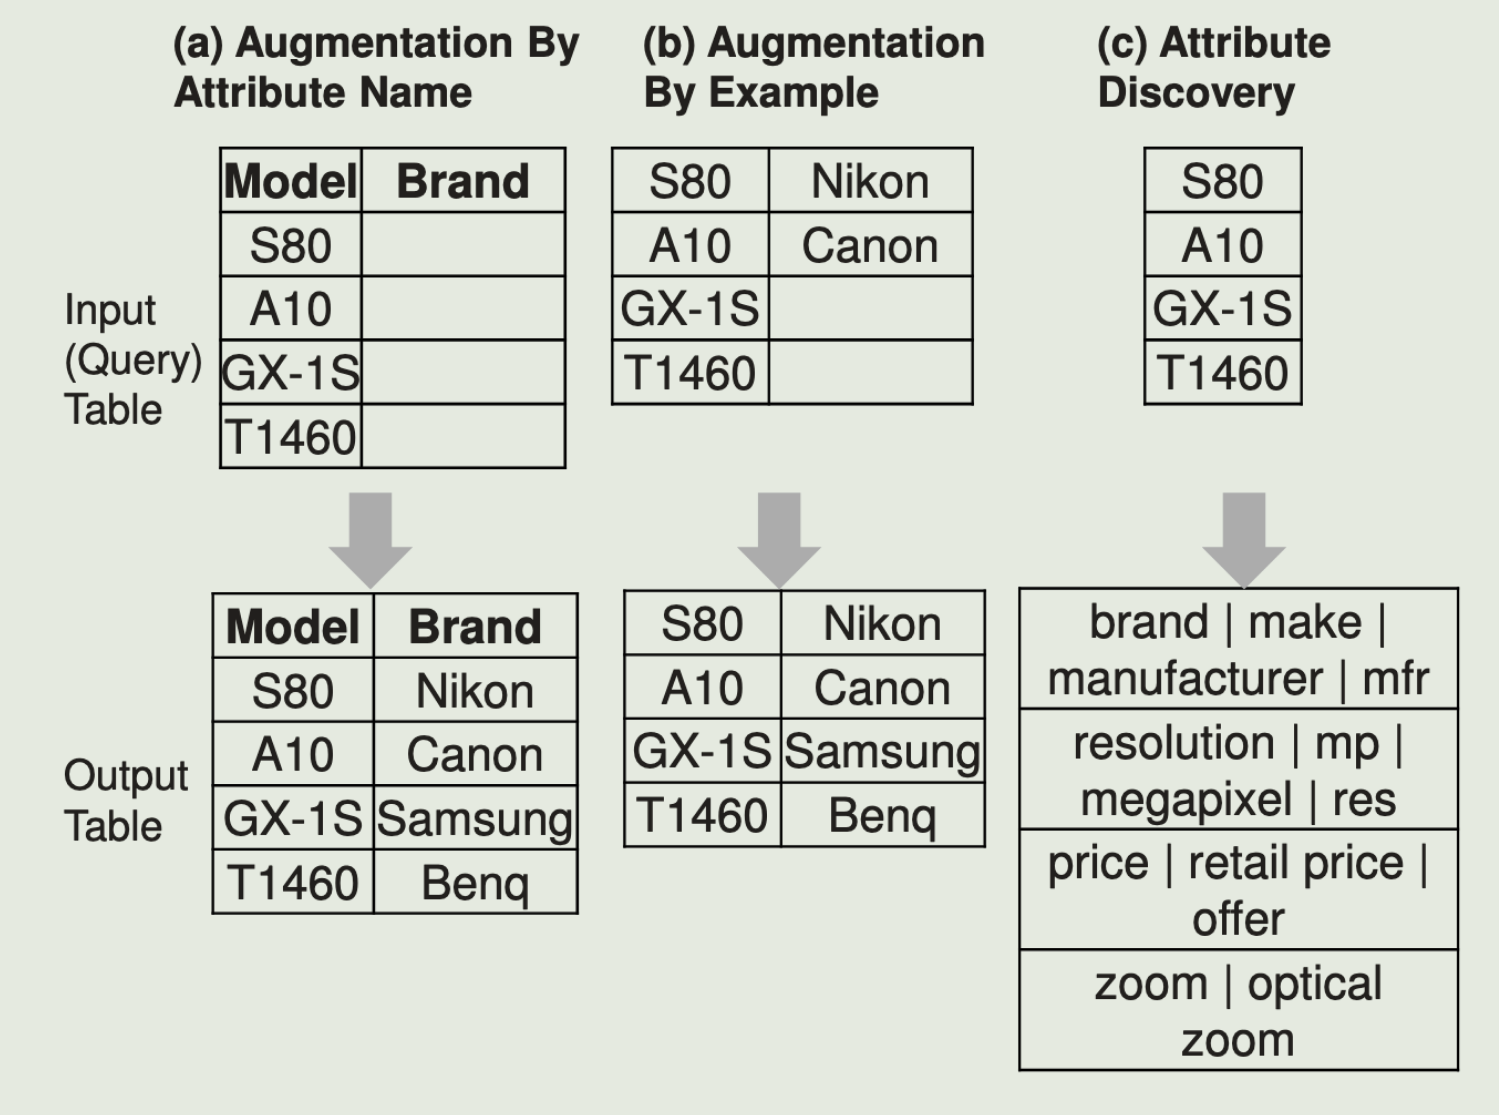 (a) Augmentation By
Attribute Name
(b) Augmentation
By Example
(c) Attribute
Discovery
Input
(Query)
Table
Model Brand
S80
A10
GX-1S
T1460
S80 Nikon
A10 Canon
GX-1S
T1460
S80
A10
GX-1S
T1460
Output
Table
Model Brand
S80 Nikon
A10 Canon
GX-1S Samsung
T1460 Benq
S80 Nikon
A10 Canon
GX-1S Samsung
T1460 Benq
brand | make |
manufacturer | mfr
resolution | mp |
megapixel | res
price | retail price |
offer
zoom | optical
zoom